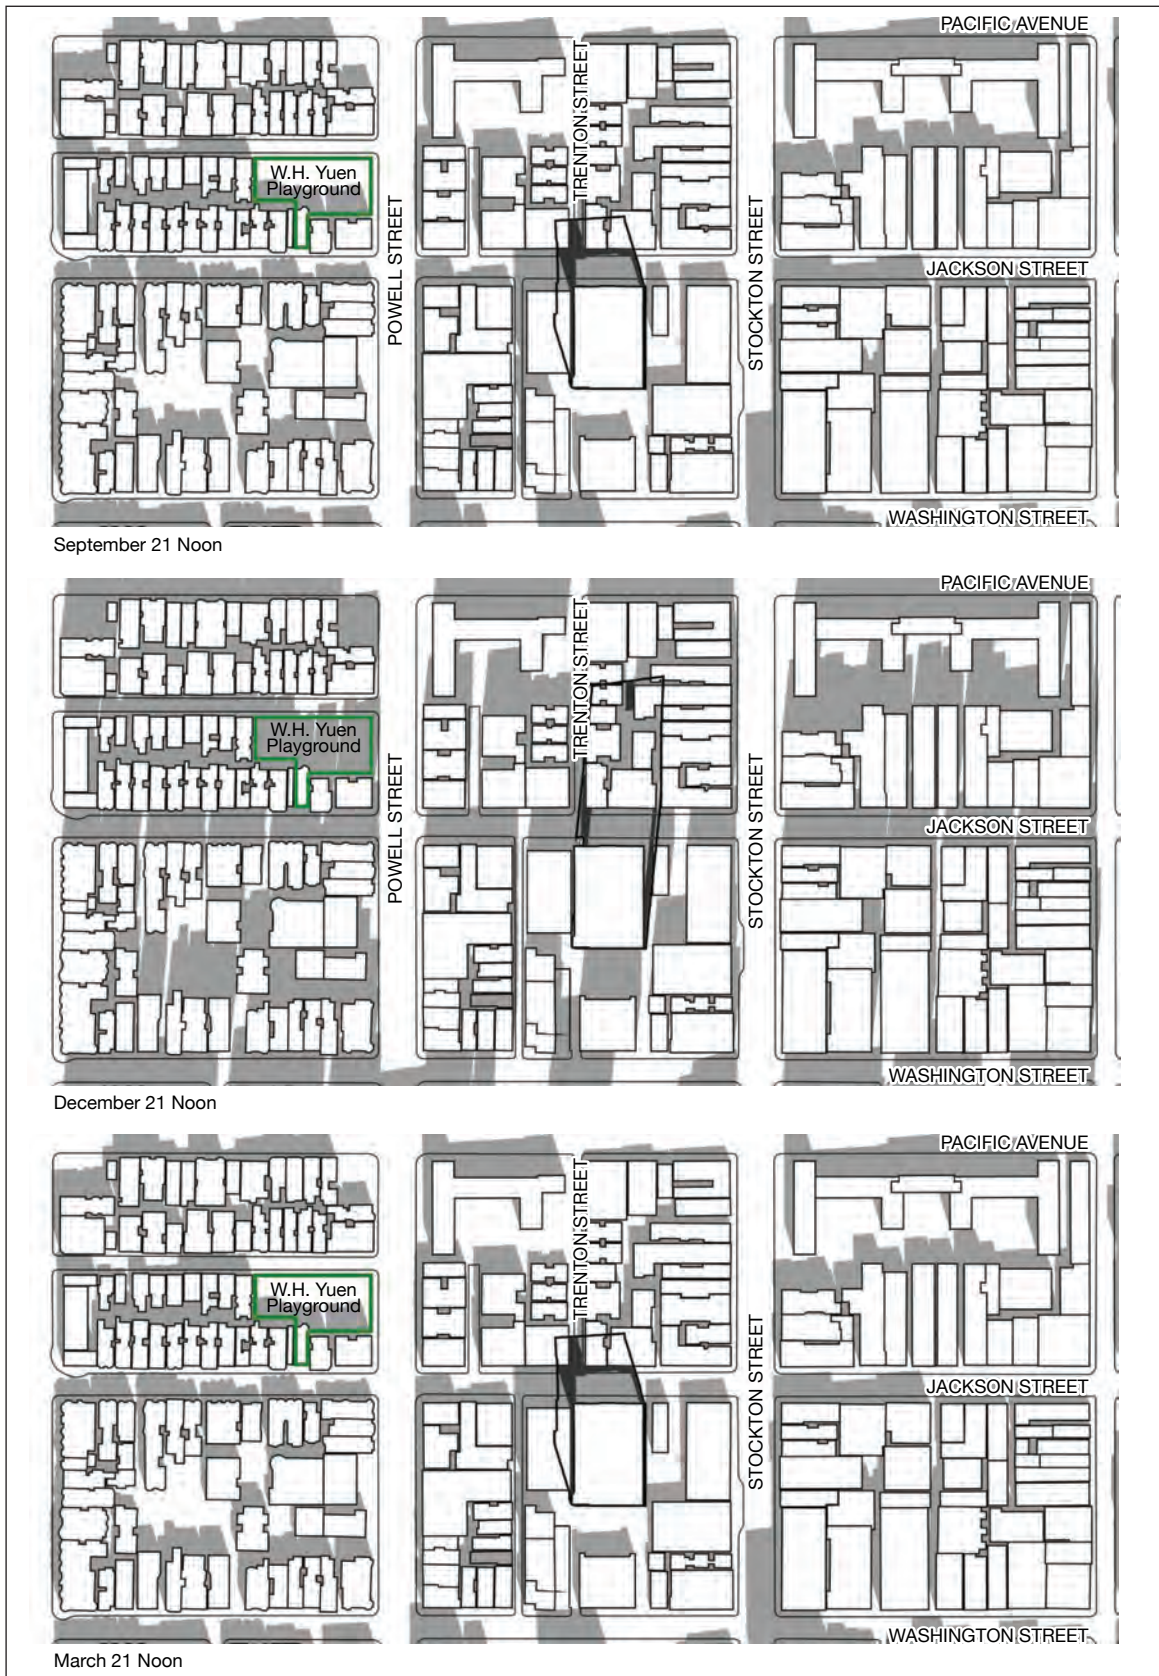 PACIFIC AVENUE
TRENTON STREET
W.H. Yuen
Playground
POWELL STREET
STOCKTON STREET
JACKSON STREET
WASHINGTON STREET
September 21 Noon
PACIFIC AVENUE
TRENTON STREET
W.H. Yuen
Playground
POWELL STREET
STOCKTON STREET
JACKSON STREET
WASHINGTON STREET
December 21 Noon
PACIFIC AVENUE
TRENTON STREET
W.H. Yuen
Playground
POWELL STREET
STOCKTON STREET
JACKSON STREET
WASHINGTON STREET
March 21 Noon